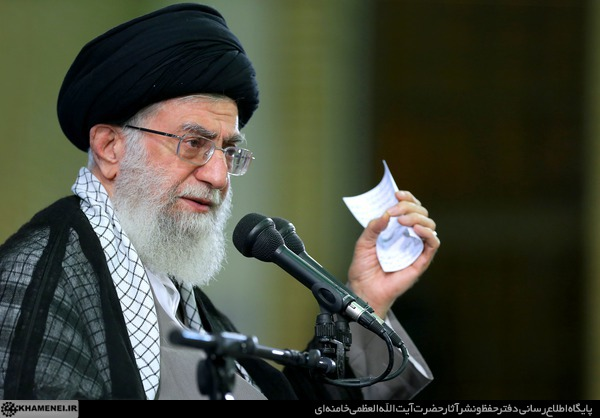 KHAMENEI.IR
پایگاه اطلاع رسانی دفتر حفظ و نشر آثار حضرت آیت الله العظمی خامنه‌ای